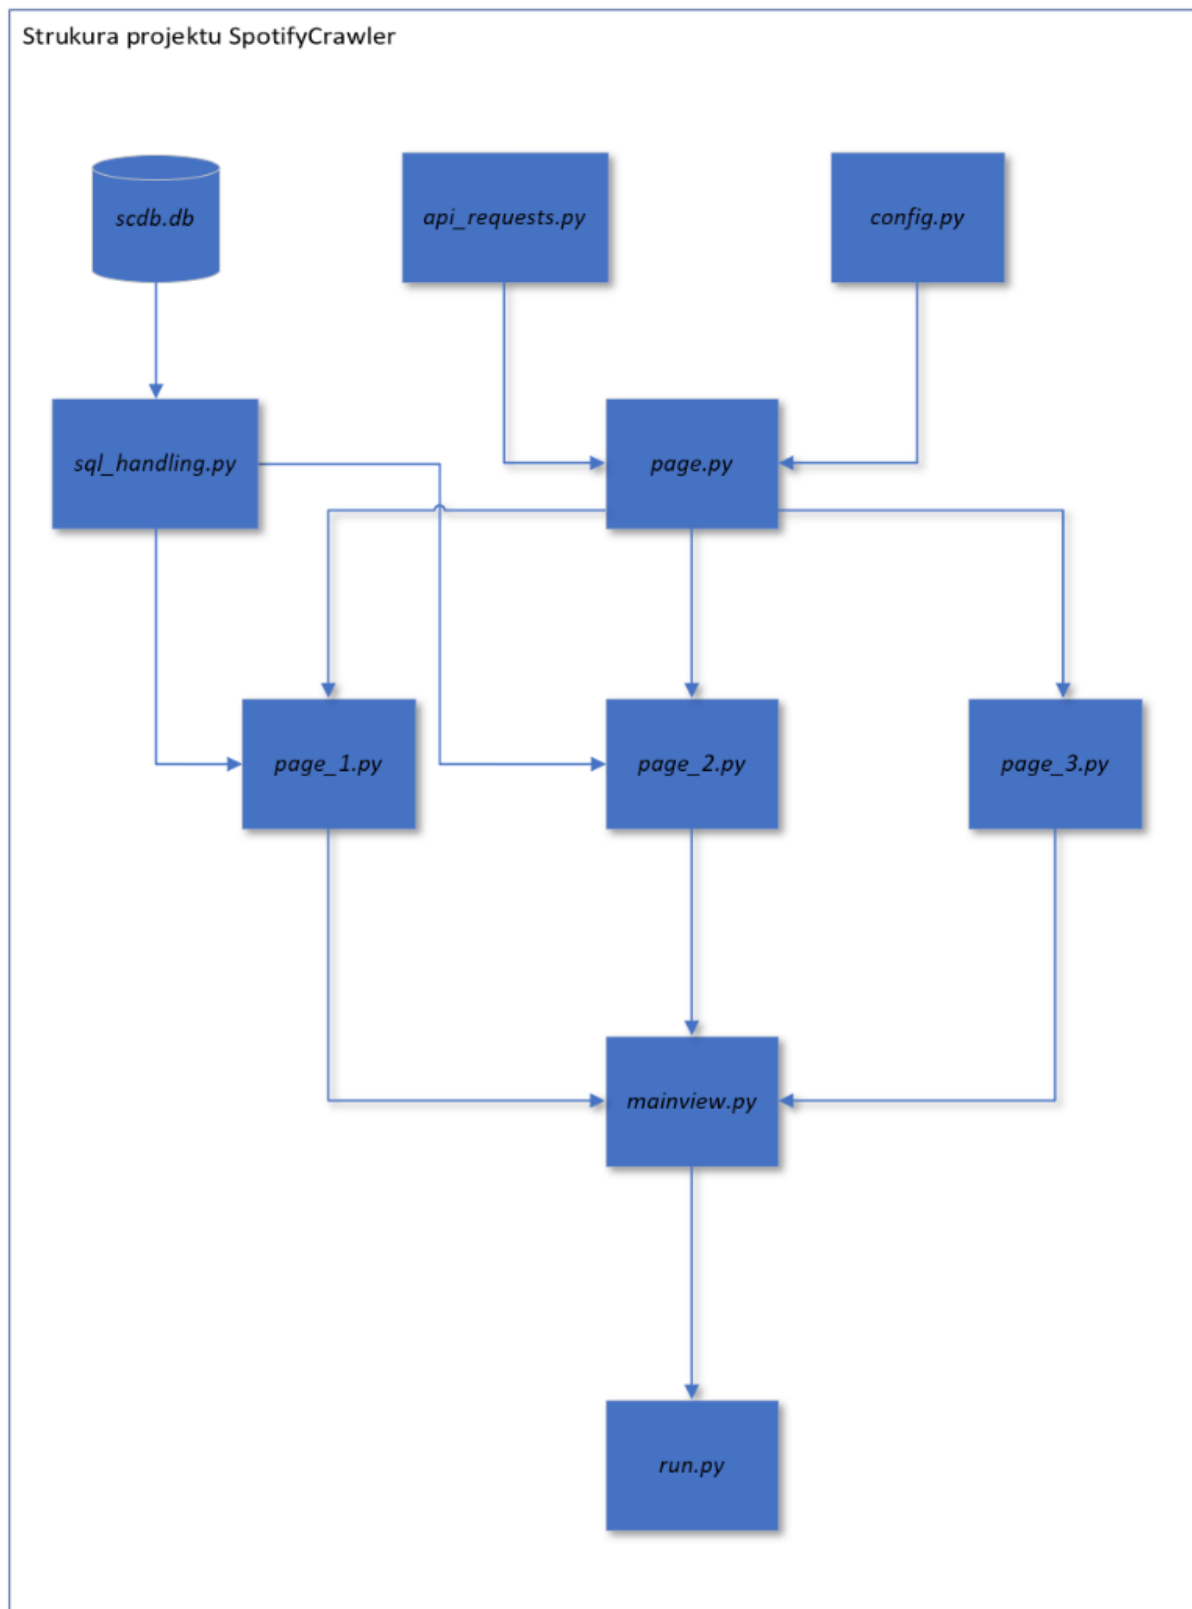 Strukura projektu SpotifyCrawler
scdb.db
api_requests.py
config.py
sql_handling.py
page.py
page_1.py
page_2.py
page_3.py
mainview.py
run.py